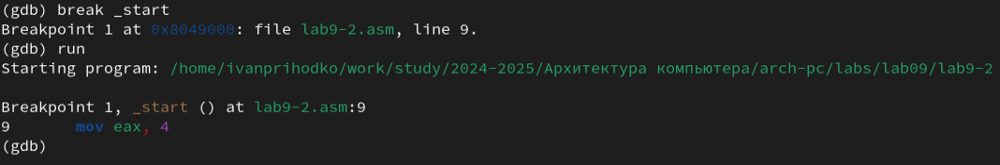 (gdb) break _start
Breakpoint 1 at 0x8049000: file lab9-2.asm, line 9.
(gdb) run
Starting program: /home/ivanprihodko/work/study/2024-2025/Архитектура компьютера/arch-pc/labs/lab09/lab9-2
Breakpoint 1, _start () at lab9-2.asm:9
9       mov eax, 4
(gdb)